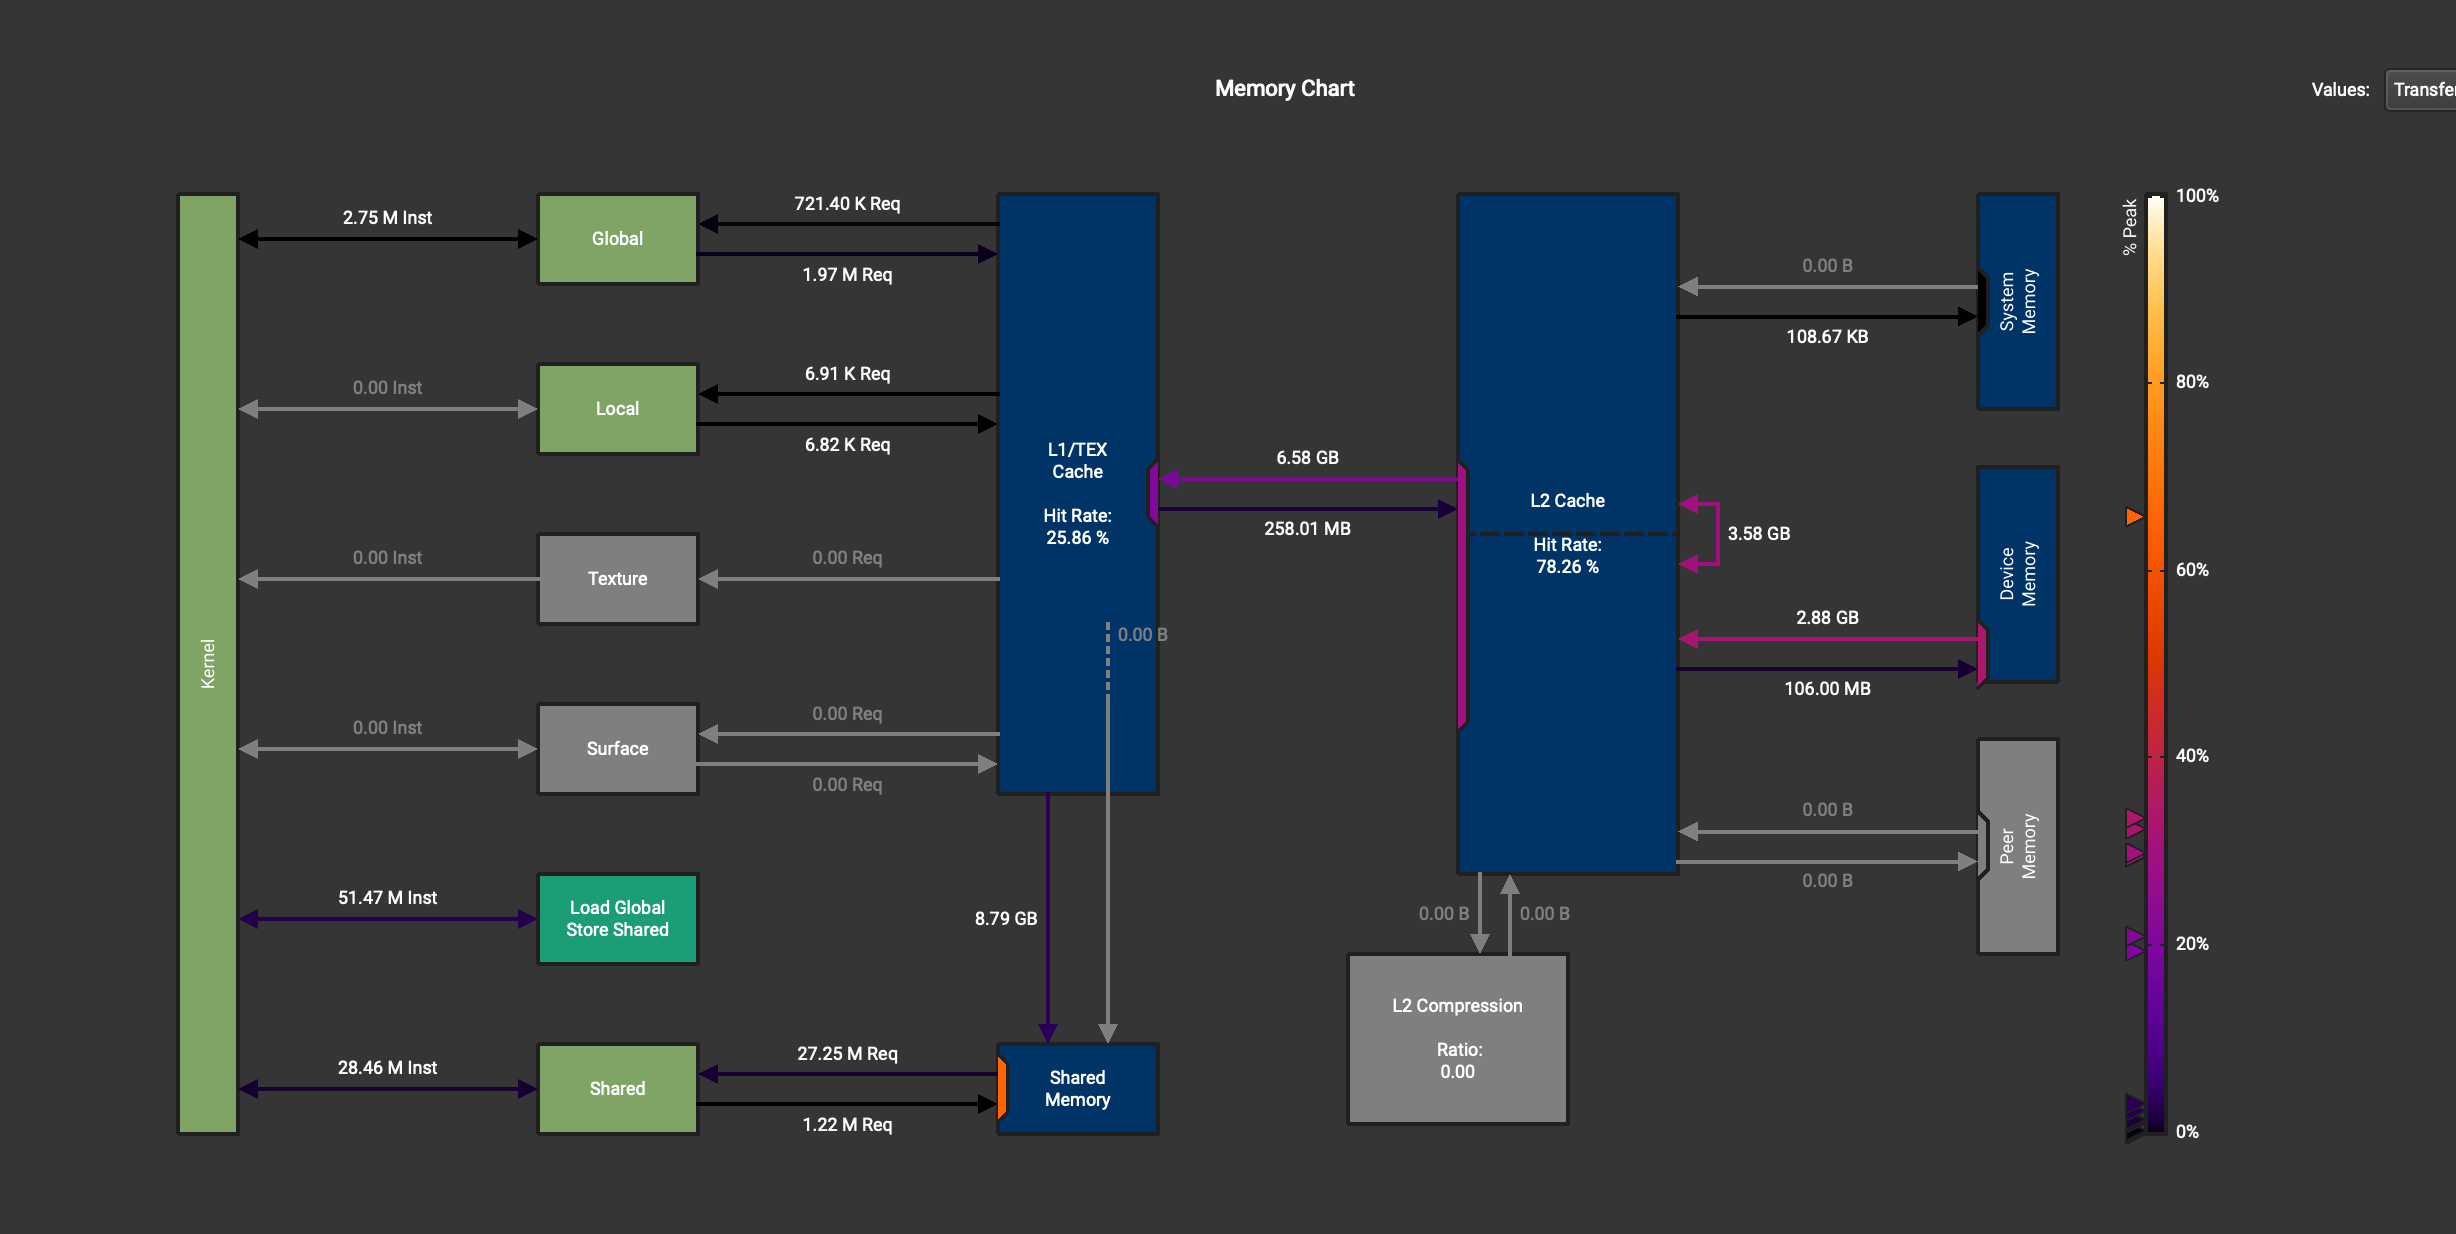 Memory Chart
Values:
Transfer
2.75 M Inst
Global
721.40 K Req
1.97 M Req
0.00 Inst
Local
6.91 K Req
6.82 K Req
0.00 Inst
Texture
0.00 Req
0.00 Inst
Surface
0.00 Req
0.00 Req
Kernel
51.47 M Inst
Load Global
Store Shared
28.46 M Inst
Shared
27.25 M Req
1.22 M Req
L1/TEX
Cache
Hit Rate:
25.86 %
0.00 B
8.79 GB
Shared
Memory
6.58 GB
258.01 MB
L2 Cache
Hit Rate:
78.26 %
3.58 GB
0.00 B
0.00 B
L2 Compression
Ratio:
0.00
0.00 B
108.67 KB
System
Memory
2.88 GB
106.00 MB
Device
Memory
0.00 B
0.00 B
Peer
Memory
% Peak
100%
80%
60%
40%
20%
0%